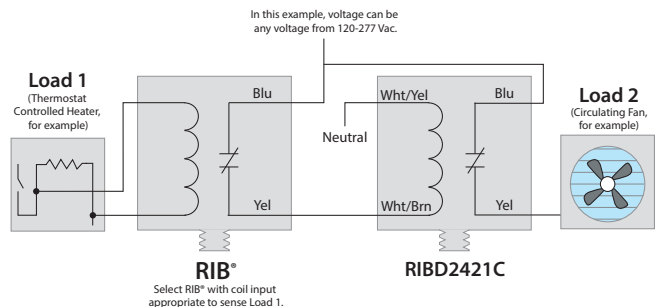 In this example, voltage can be
any voltage from 120-277 Vac.
Load 1
(Thermostat
Controlled Heater,
for example)
Blu
Yel
Wht/Yel
Neutral
Wht/Brn
Blu
Yel
Load 2
(Circulating Fan,
for example)
RIB®
Select RIB® with coil input
appropriate to sense Load 1.
RIBD2421C